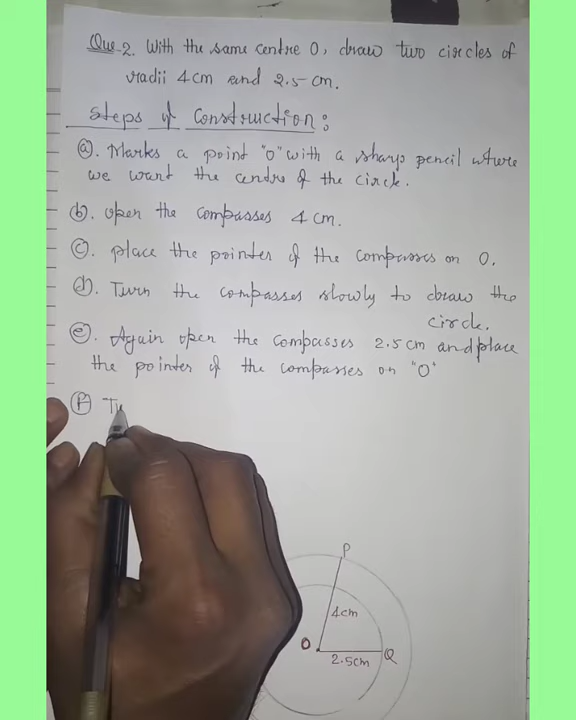 Que-2. With the same centre O, draw two circles of
radii 4cm and 2.5 cm.
Steps of Construction:
(a). Marks a point "O" with a sharp pencil where
we want the centre of the circle.
(b). Open the compasses 4 cm.
(c). place the pointer of the compasses on O.
(d). Turn the compasses slowly to draw the
circle.
(e). Again open the compasses 2.5 cm and place
the pointer of the compasses on "O"
(f) Tu
P
4cm
O
2.5cm
Q